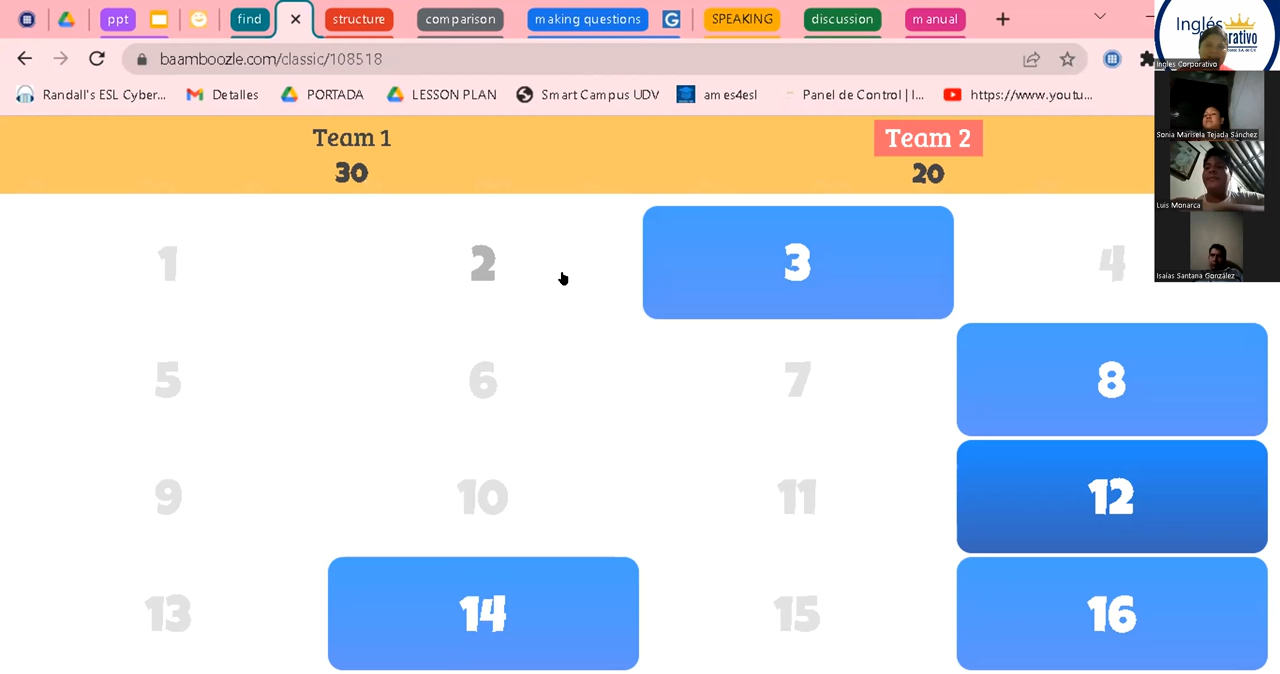 ppt find structure comparison making questions SPEAKING discussion manual
baamboozle.com/classic/108518
Randall's ESL Cyber... Detalles PORTADA LESSON PLAN Smart Campus UDV am es4esl Panel de Control | I... https://www.youtu...
Team 1 Team 2
30 20
1 2 3 4
5 6 7 8
9 10 11 12
13 14 15 16
Inglés
Ingles Corporativo
Sonia Marisela Tejada Sánchez
Luis Monarca
Isaías Santana González